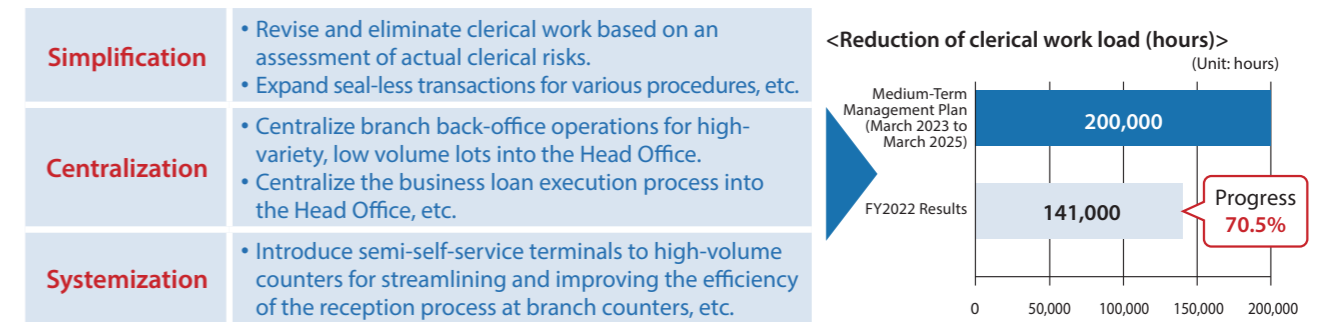 Simplification
• Revise and eliminate clerical work based on an
assessment of actual clerical risks.
• Expand seal-less transactions for various procedures, etc.
Centralization
• Centralize branch back-office operations for high-
variety, low volume lots into the Head Office.
• Centralize the business loan execution process into
the Head Office, etc.
Systemization
• Introduce semi-self-service terminals to high-volume
counters for streamlining and improving the efficiency
of the reception process at branch counters, etc.
<Reduction of clerical work load (hours)>
(Unit: hours)
Medium-Term
Management Plan
(March 2023 to
March 2025)
200,000
FY2022 Results
141,000
Progress
70.5%
0 50,000 100,000 150,000 200,000